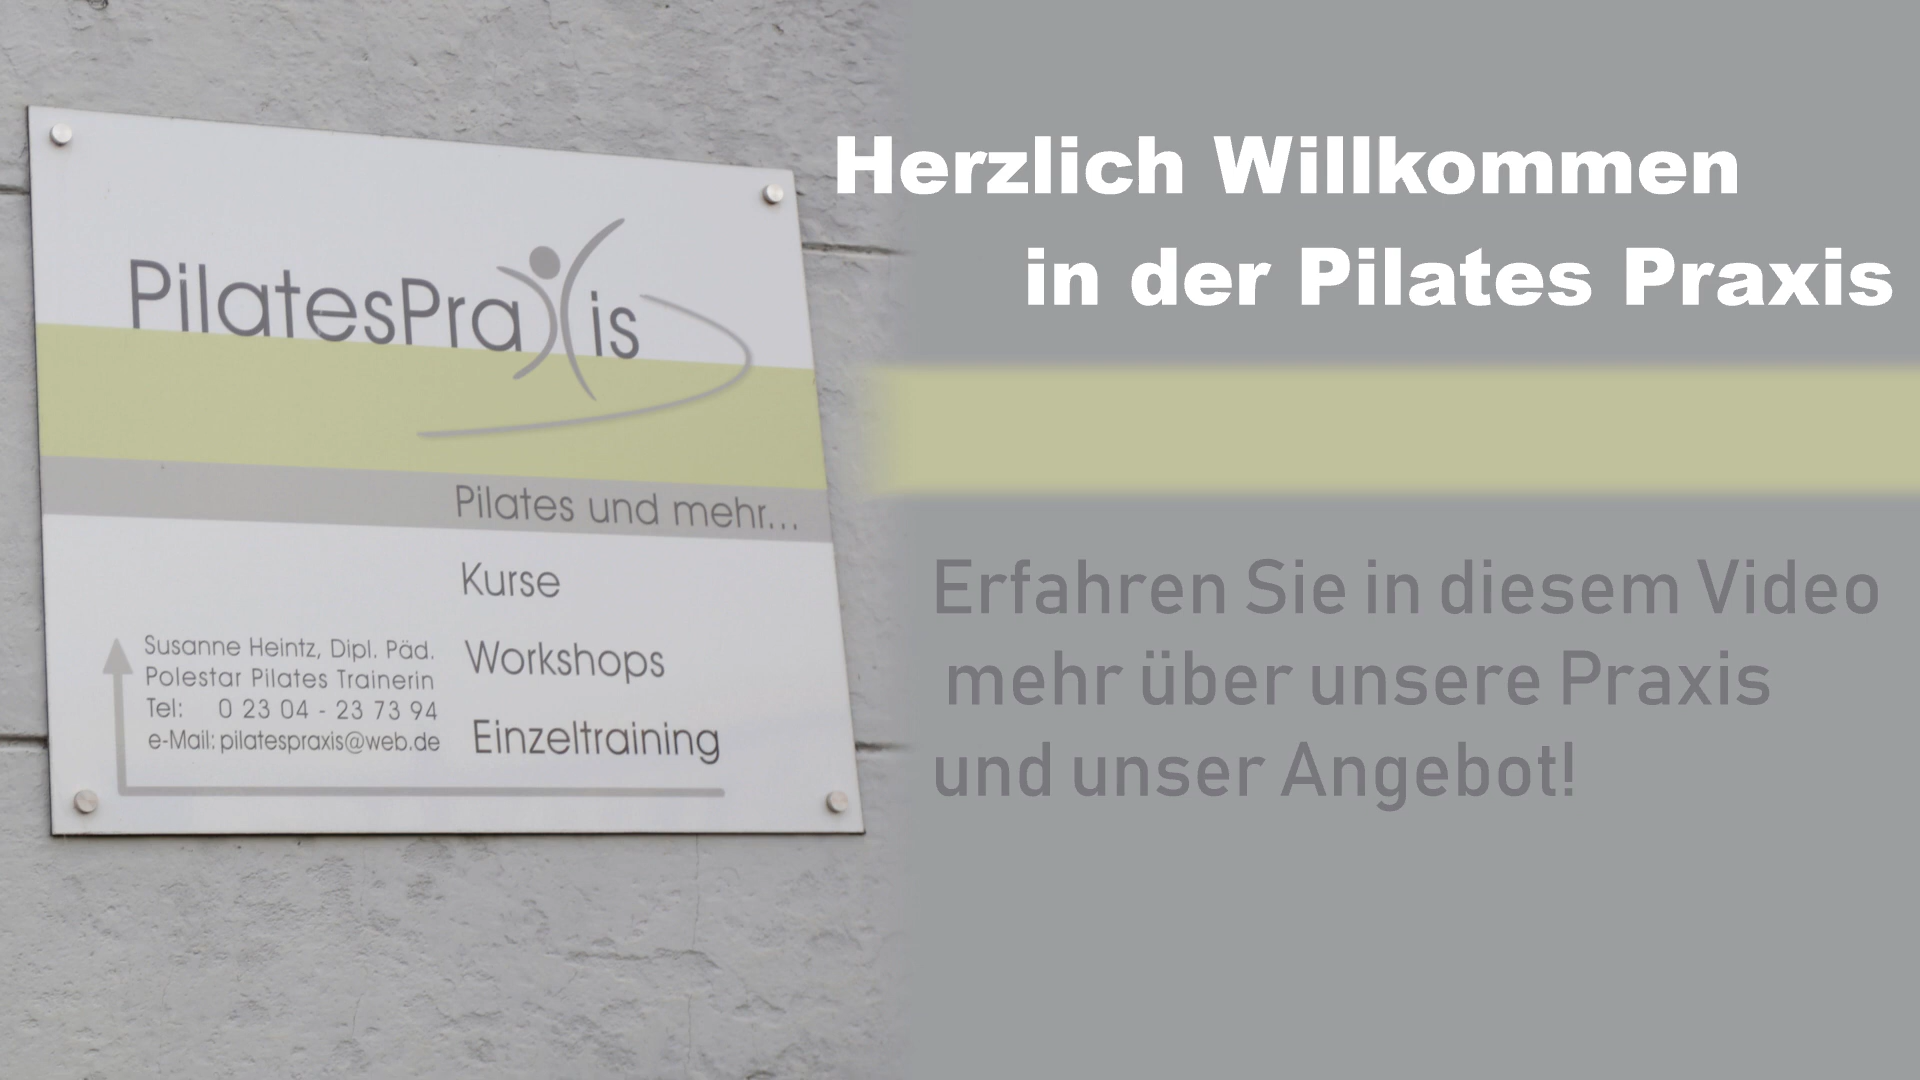 PilatesPraxis
Pilates und mehr...
Kurse
Workshops
Einzeltraining
Susanne Heintz, Dipl. Päd.
Polestar Pilates Trainerin
Tel: 0 23 04 - 23 73 94
e-Mail: pilatespraxis@web.de
Herzlich Willkommen
in der Pilates Praxis
Erfahren Sie in diesem Video
mehr über unsere Praxis
und unser Angebot!